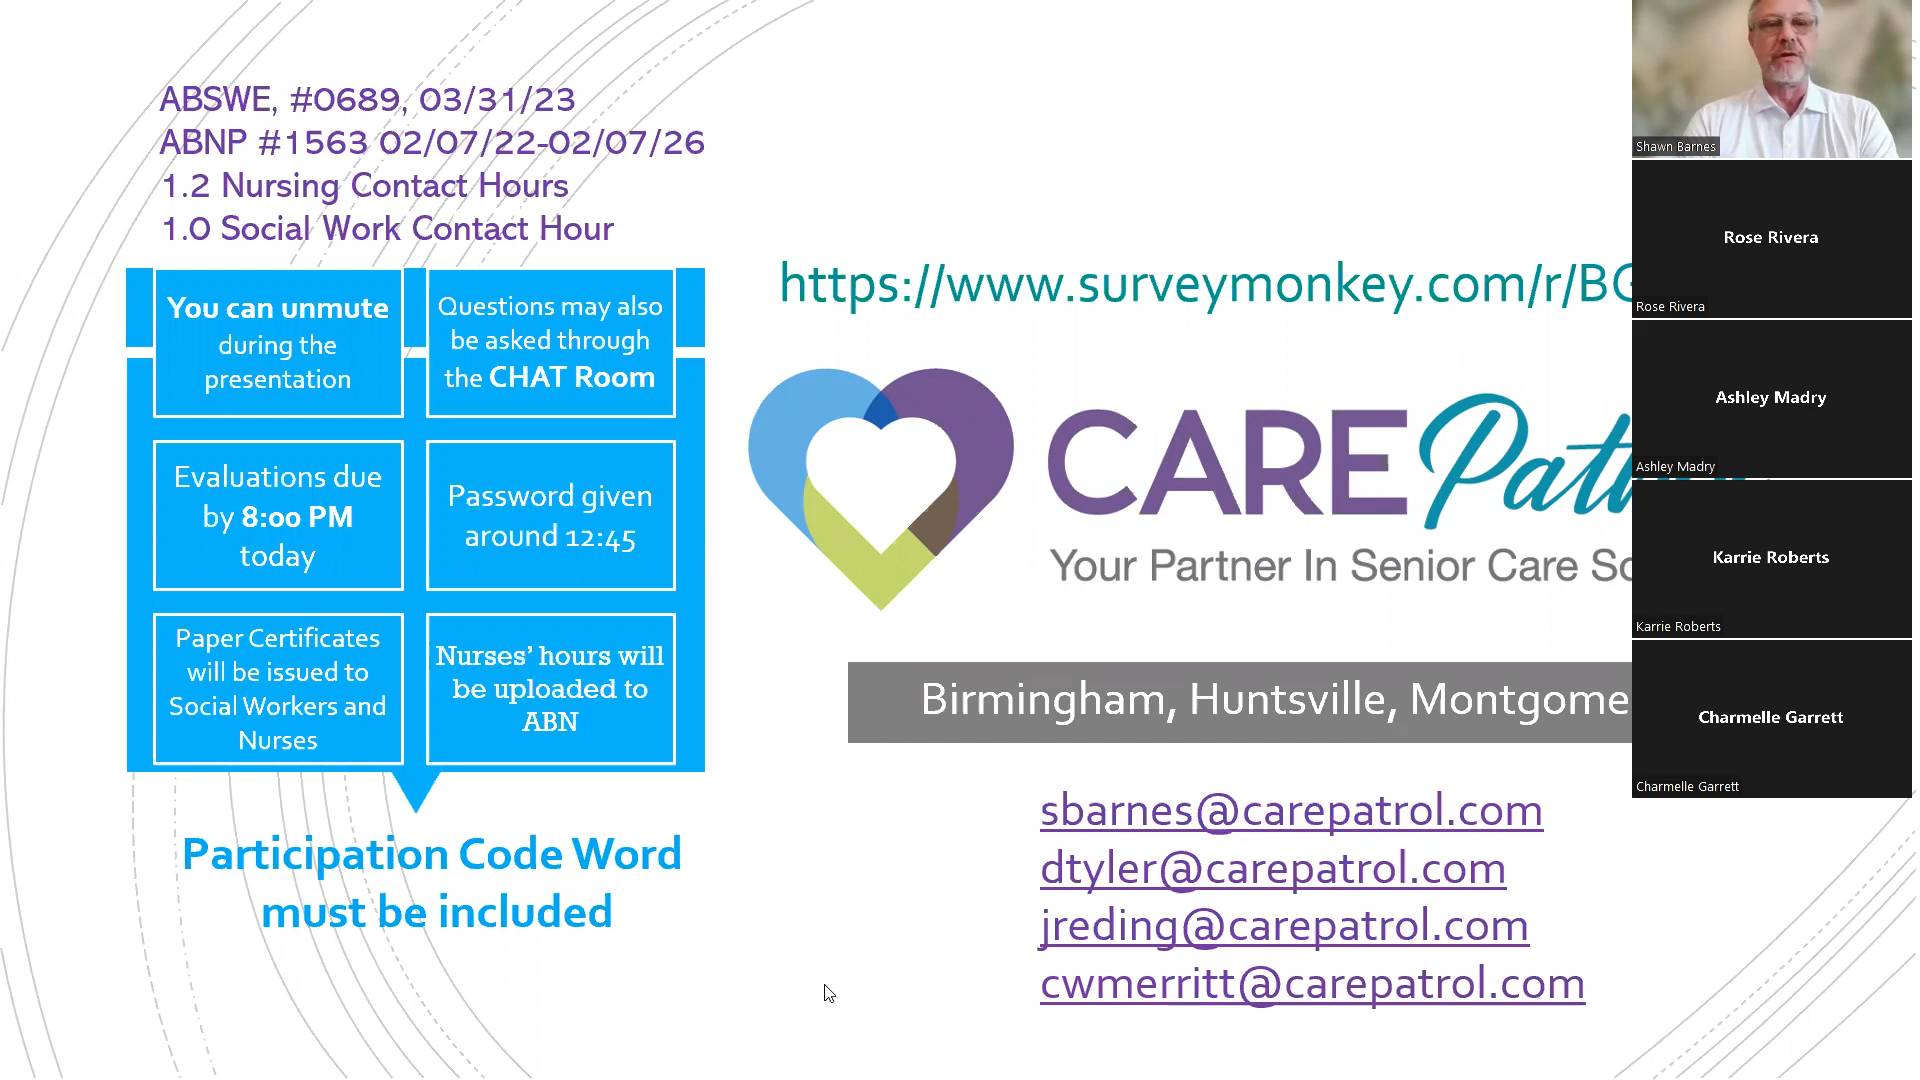 ABSWE, #0689, 03/31/23
ABNP #1563 02/07/22-02/07/26
1.2 Nursing Contact Hours
1.0 Social Work Contact Hour
You can unmute
during the
presentation
Questions may also
be asked through
the CHAT Room
Evaluations due
by 8:00 PM
today
Password given
around 12:45
Paper Certificates
will be issued to
Social Workers and
Nurses
Nurses' hours will
be uploaded to
ABN
Participation Code Word
must be included
https://www.surveymonkey.com/r/BG
CARE Pat
Your Partner In Senior Care So
Birmingham, Huntsville, Montgome
sbarnes@carepatrol.com
dtyler@carepatrol.com
jreding@carepatrol.com
cwmerritt@carepatrol.com
Shawn Barnes
Rose Rivera
Rose Rivera
Ashley Madry
Ashley Madry
Karrie Roberts
Karrie Roberts
Charmelle Garrett
Charmelle Garrett